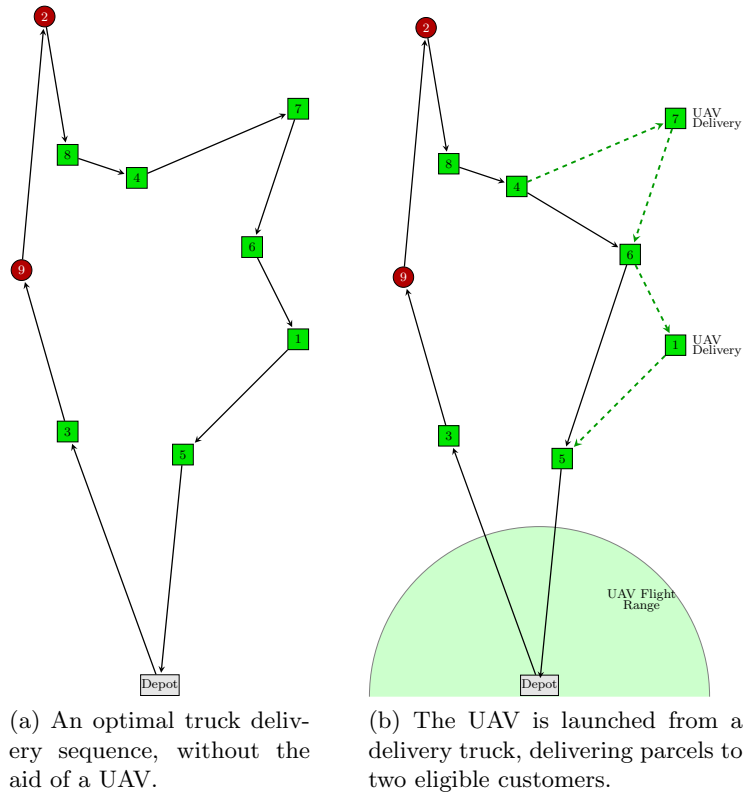 2
8
4
7
6
9
1
3
5
Depot
(a) An optimal truck deliv-
ery sequence, without the
aid of a UAV.
2
7
UAV
Delivery
8
4
6
9
1
UAV
Delivery
3
5
UAV Flight
Range
Depot
(b) The UAV is launched from a
delivery truck, delivering parcels to
two eligible customers.